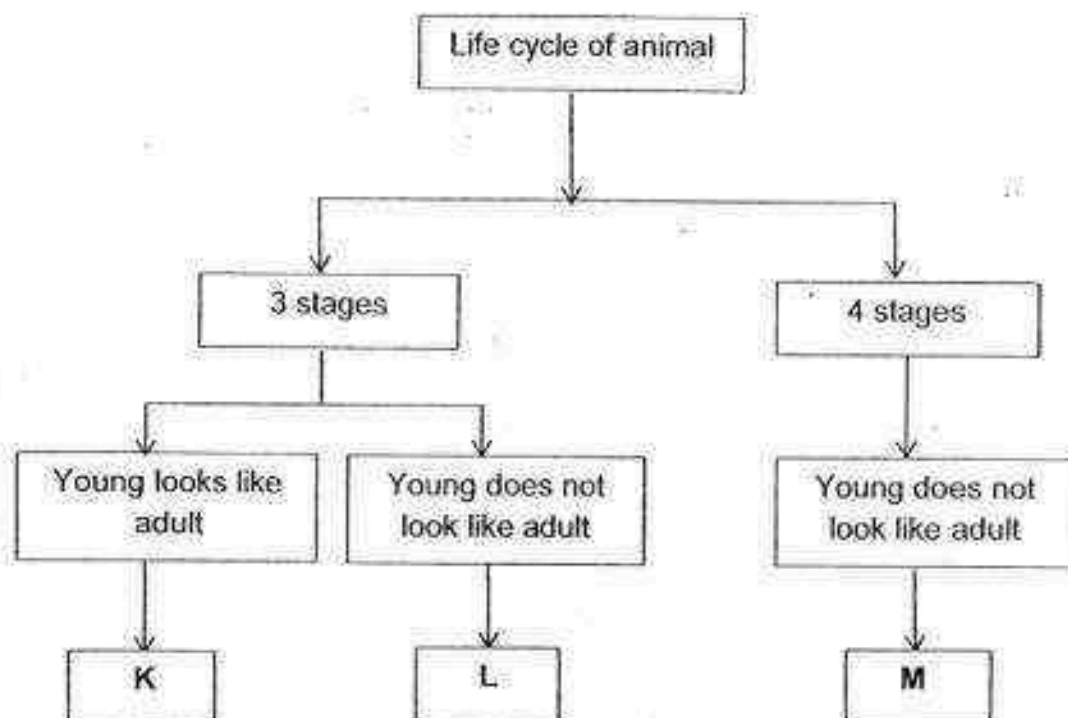 Life cycle of animal
3 stages
4 stages
Young looks like
adult
Young does not
look like adult
Young does not
look like adult
K
L
M